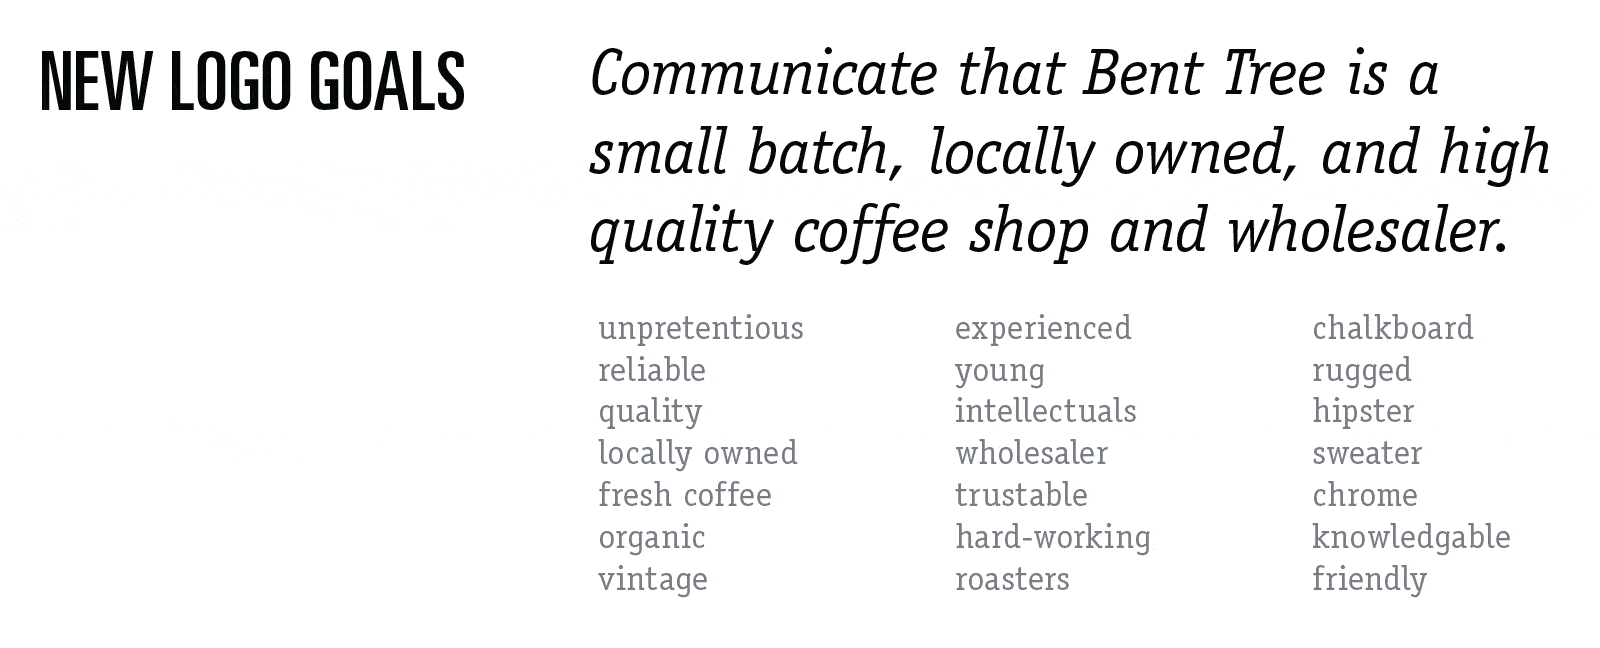 NEW LOGO GOALS
Communicate that Bent Tree is a
small batch, locally owned, and high
quality coffee shop and wholesaler.
unpretentious
reliable
quality
locally owned
fresh coffee
organic
vintage
experienced
young
intellectuals
wholesaler
trustable
hard-working
roasters
chalkboard
rugged
hipster
sweater
chrome
knowledgable
friendly